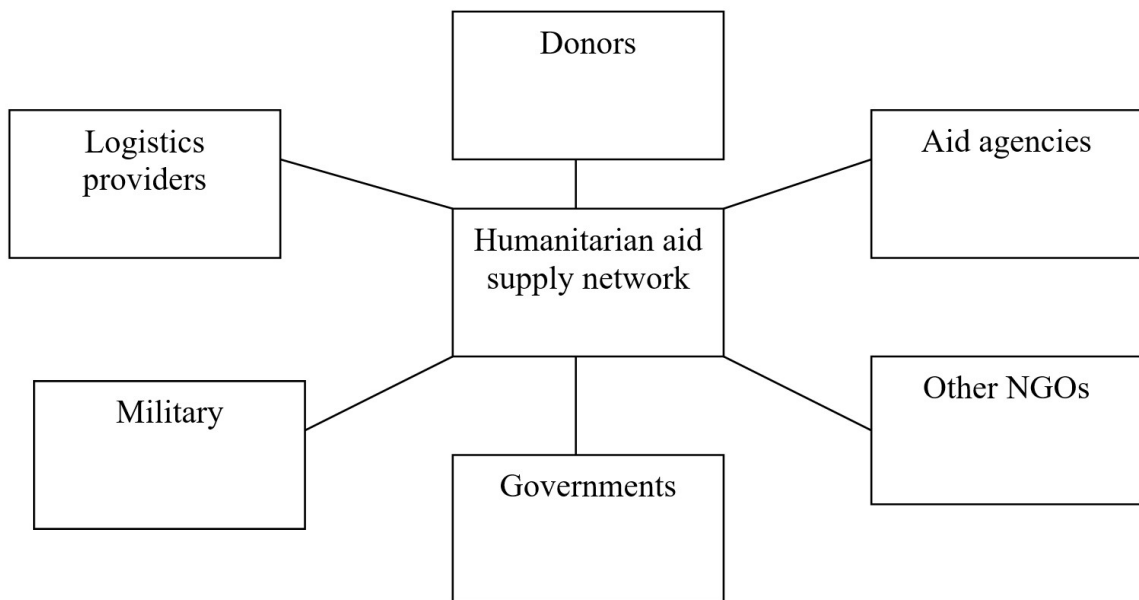 Donors
Logistics
providers
Aid agencies
Humanitarian aid
supply network
Military
Other NGOs
Governments